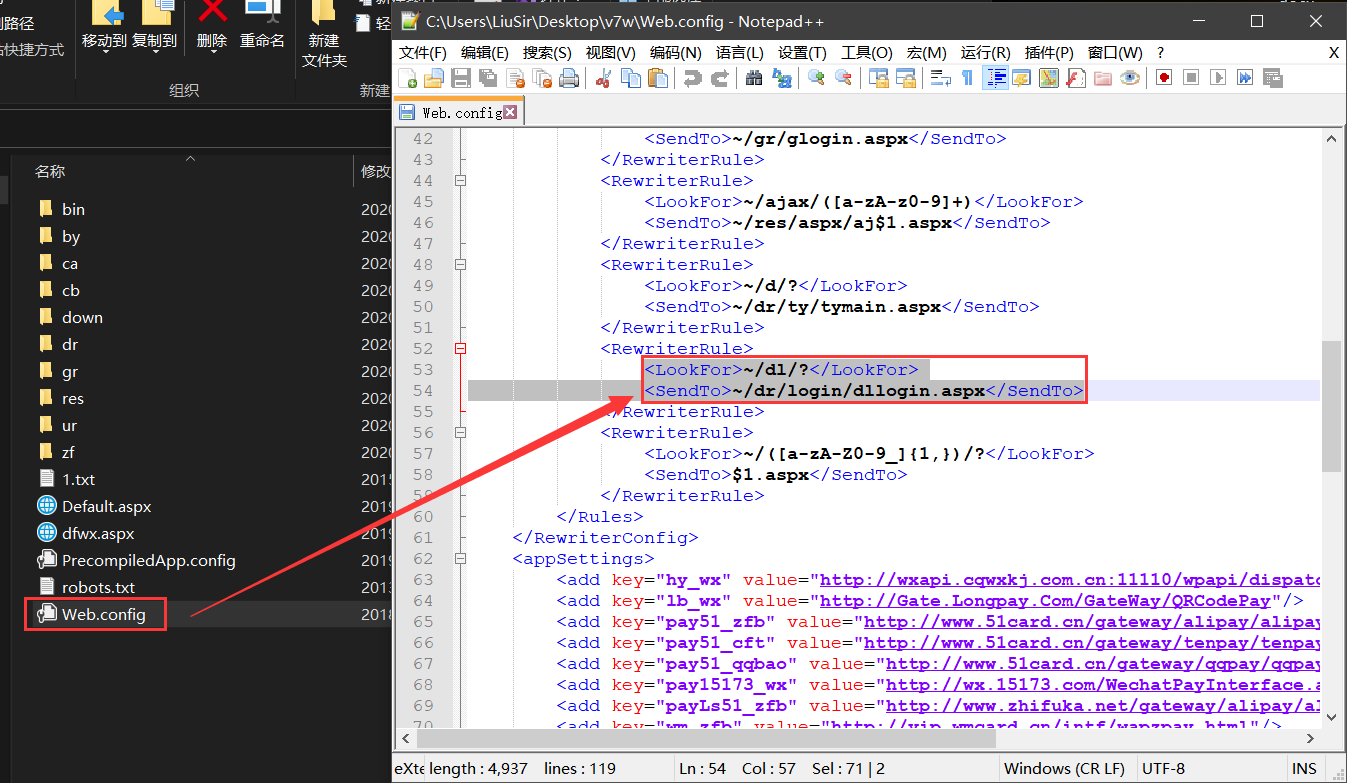 到路径
快捷方式
移动到
复制到
删除
重命名
新建
文件夹
组织
新建
轻
名称
修改
bin
2020
by
2020
ca
2020
cb
2020
down
2020
dr
2020
gr
2020
res
2020
ur
2020
zf
2020
1.txt
2015
Default.aspx
2019
dfwx.aspx
2019
PrecompiledApp.config
2019
robots.txt
2013
Web.config
2018
C:\Users\LiuSir\Desktop\v7w\Web.config - Notepad++
文件(F) 编辑(E) 搜索(S) 视图(V) 编码(N) 语言(L) 设置(T) 工具(O) 宏(M) 运行(R) 插件(P) 窗口(W) ? X
Web.config
42 <SendTo>~/gr/glogin.aspx</SendTo>
43 </RewriterRule>
44 <RewriterRule>
45 <LookFor>~/ajax/([a-zA-z0-9]+)</LookFor>
46 <SendTo>~/res/aspx/aj$1.aspx</SendTo>
47 </RewriterRule>
48 <RewriterRule>
49 <LookFor>~/d/?</LookFor>
50 <SendTo>~/dr/ty/tymain.aspx</SendTo>
51 </RewriterRule>
52 <RewriterRule>
53 <LookFor>~/dl/?</LookFor>
54 <SendTo>~/dr/login/dllogin.aspx</SendTo>
55 </RewriterRule>
56 <RewriterRule>
57 <LookFor>~/([a-zA-Z0-9_]{1,})/?</LookFor>
58 <SendTo>$1.aspx</SendTo>
59 </RewriterRule>
60 </Rules>
61 </RewriterConfig>
62 <appSettings>
63 <add key="hy_wx" value="http://wxapi.cqwxkj.com.cn:11110/wpapi/dispatc
64 <add key="lb_wx" value="http://Gate.Longpay.Com/GateWay/QRCodePay"/>
65 <add key="pay51_zfb" value="http://www.51card.cn/gateway/alipay/alipay
66 <add key="pay51_cft" value="http://www.51card.cn/gateway/tenpay/tenpay
67 <add key="pay51_qqbao" value="http://www.51card.cn/gateway/qqpay/qqpay
68 <add key="pay15173_wx" value="http://wx.15173.com/WechatPayInterface.a
69 <add key="payLs51_zfb" value="http://www.zhifuka.net/gateway/alipay/al
70 <add key="wm_zfb" value="http://vip.wmcard.cn/intf/wapzpay.html"/>
eXte length : 4,937 lines : 119 Ln : 54 Col : 57 Sel : 71 | 2 Windows (CR LF) UTF-8 INS